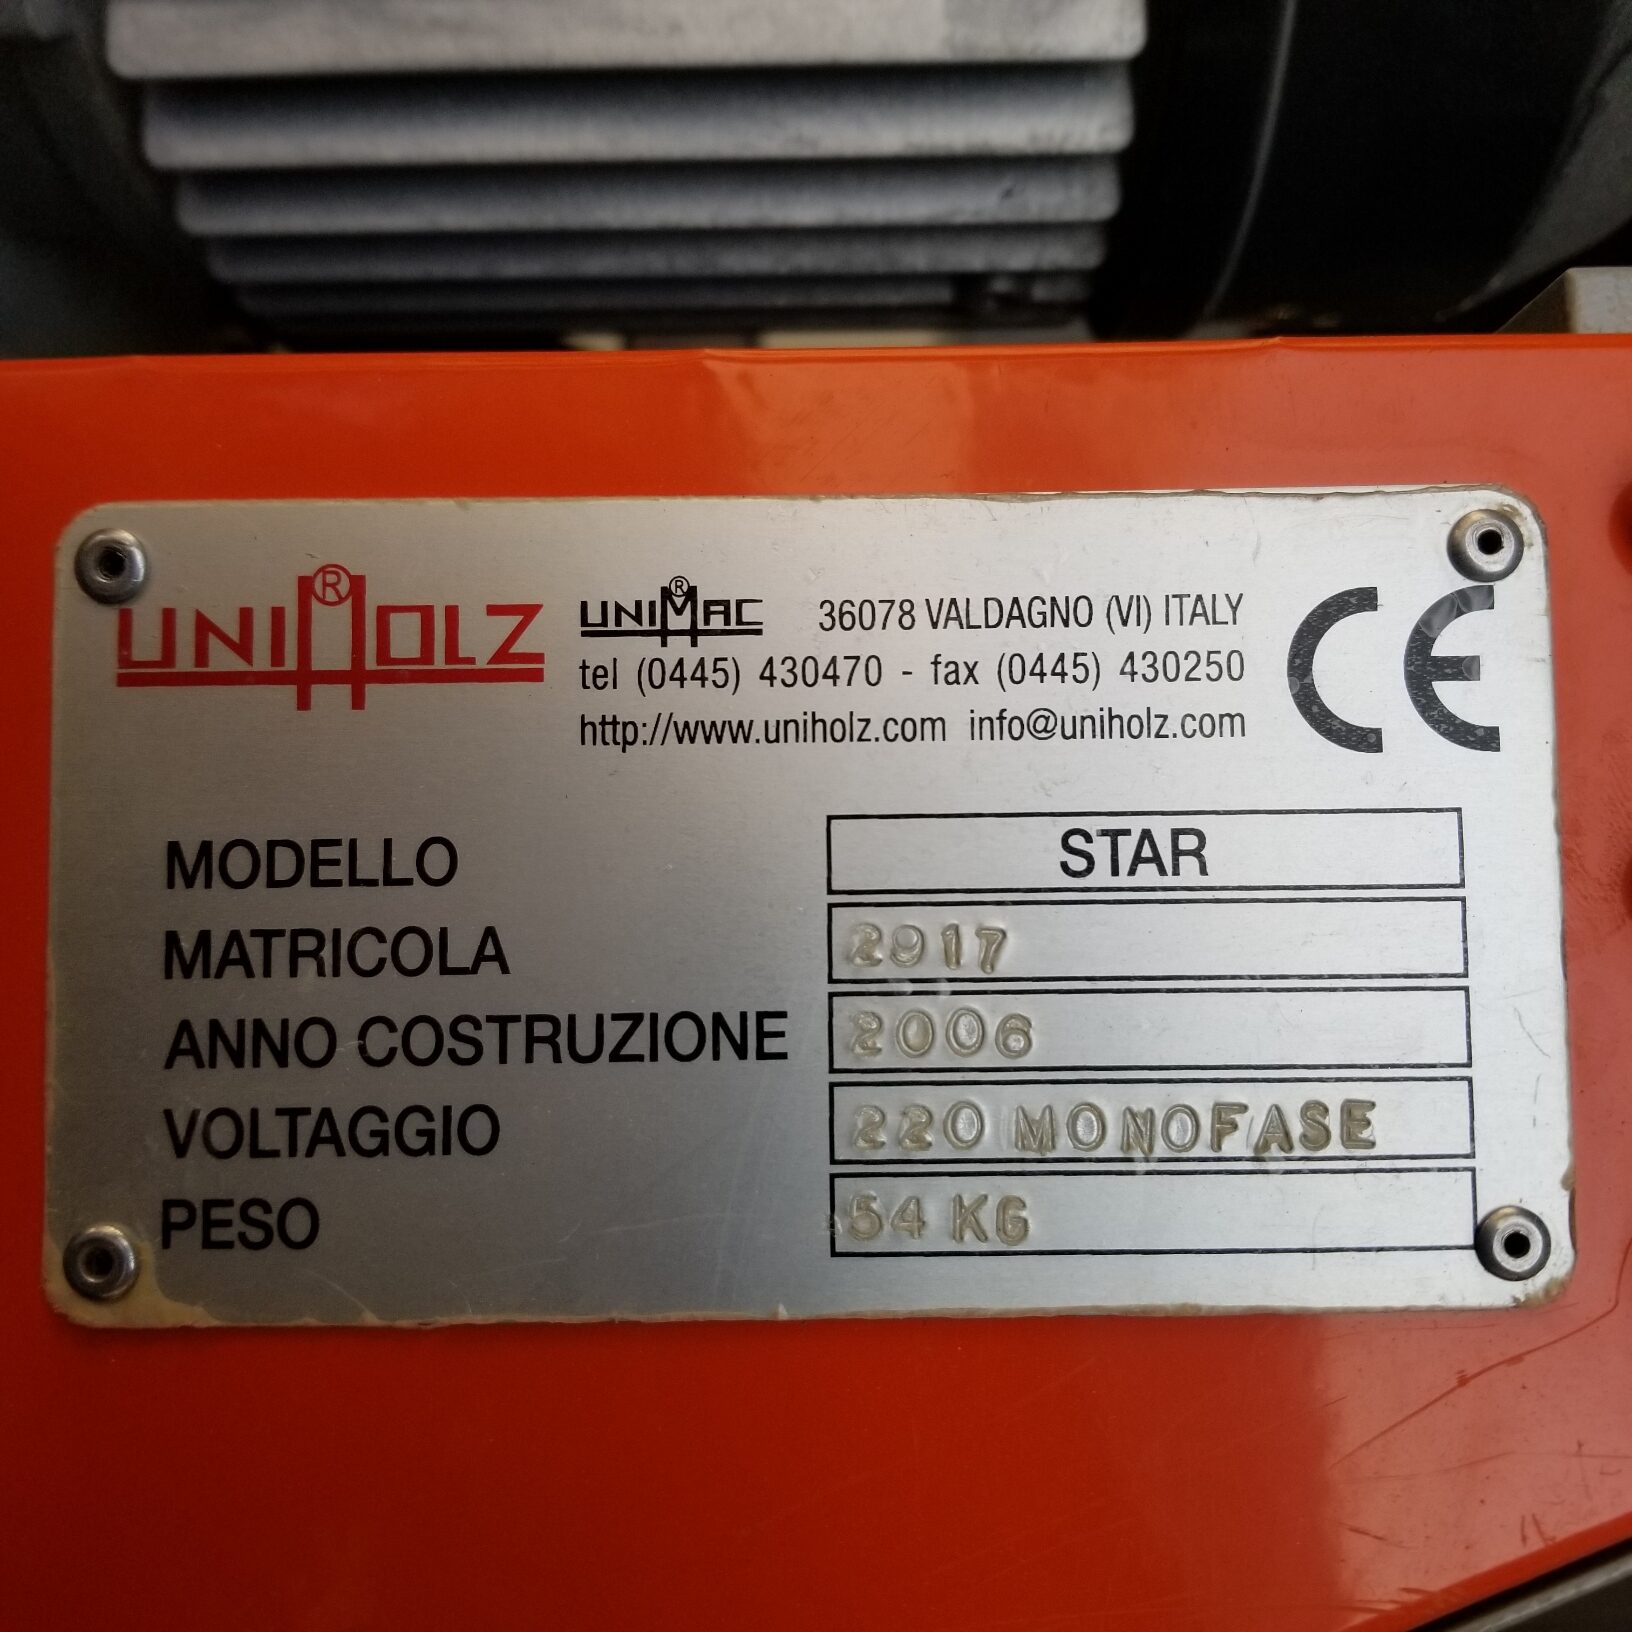 UNIHOLZ ®
UNIMAC ® 36078 VALDAGNO (VI) ITALY
tel (0445) 430470 - fax (0445) 430250
http://www.uniholz.com info@uniholz.com
CE
MODELLO STAR
MATRICOLA 2917
ANNO COSTRUZIONE 2006
VOLTAGGIO 220 MONOFASE
PESO 54 KG